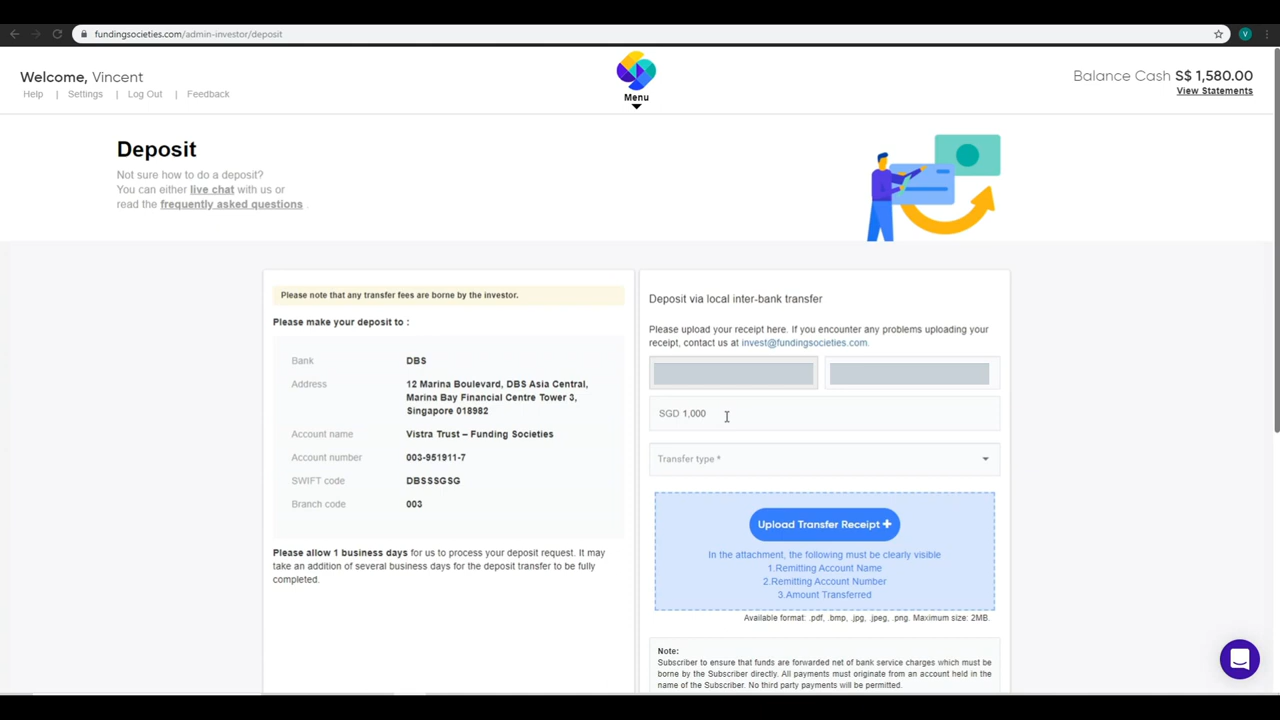 fundingsocieties.com/admin-investor/deposit
V
Welcome, Vincent
Help | Settings | Log Out | Feedback
Menu
Balance Cash S$ 1,580.00
View Statements
Deposit
Not sure how to do a deposit?
You can either live chat with us or
read the frequently asked questions .
Please note that any transfer fees are borne by the investor.
Please make your deposit to :
Bank DBS
Address 12 Marina Boulevard, DBS Asia Central,
Marina Bay Financial Centre Tower 3,
Singapore 018982
Account name Vistra Trust – Funding Societies
Account number 003-951911-7
SWIFT code DBSSSGSG
Branch code 003
Please allow 1 business days for us to process your deposit request. It may
take an addition of several business days for the deposit transfer to be fully
completed.
Deposit via local inter-bank transfer
Please upload your receipt here. If you encounter any problems uploading your
receipt, contact us at invest@fundingsocieties.com.
SGD 1,000
Transfer type *
Upload Transfer Receipt +
In the attachment, the following must be clearly visible
1.Remitting Account Name
2.Remitting Account Number
3.Amount Transferred
Available format: .pdf, .bmp, .jpg, .jpeg, .png. Maximum size: 2MB.
Note:
Subscriber to ensure that funds are forwarded net of bank service charges which must be
borne by the Subscriber directly. All payments must originate from an account held in the
name of the Subscriber. No third party payments will be permitted.